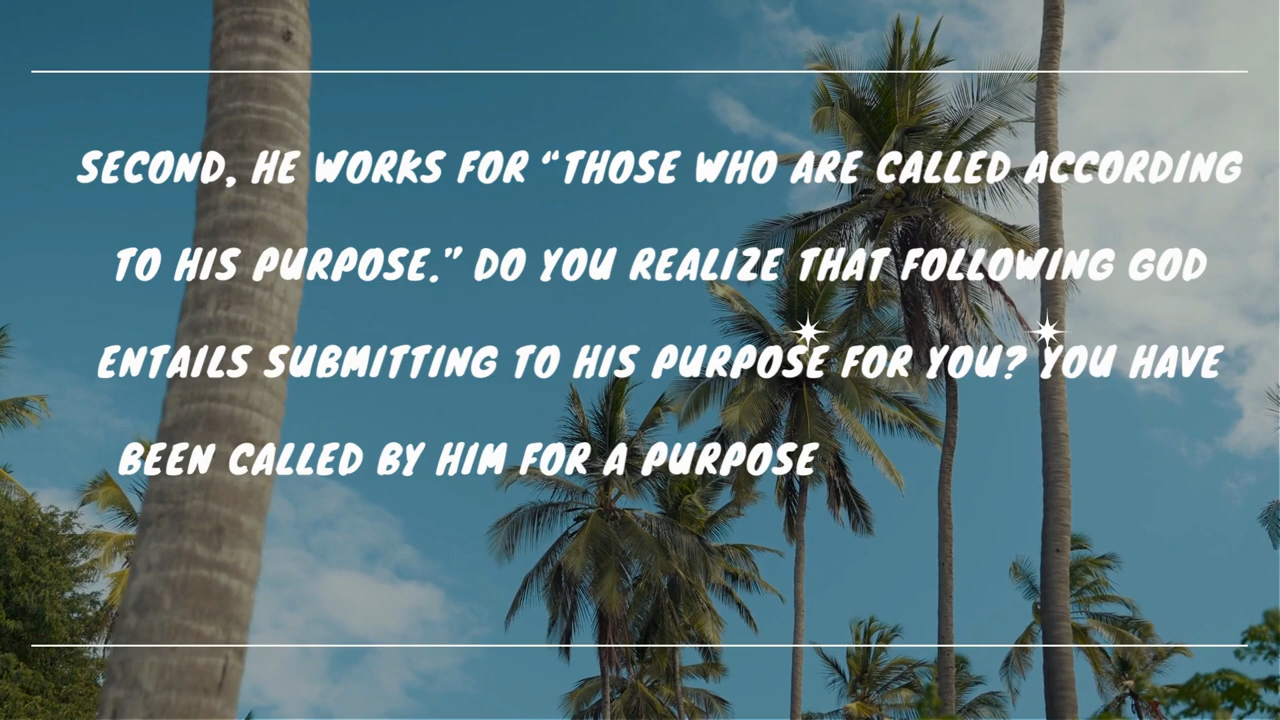 SECOND, HE WORKS FOR “THOSE WHO ARE CALLED ACCORDING
TO HIS PURPOSE.” DO YOU REALIZE THAT FOLLOWING GOD
ENTAILS SUBMITTING TO HIS PURPOSE FOR YOU? YOU HAVE
BEEN CALLED BY HIM FOR A PURPOSE